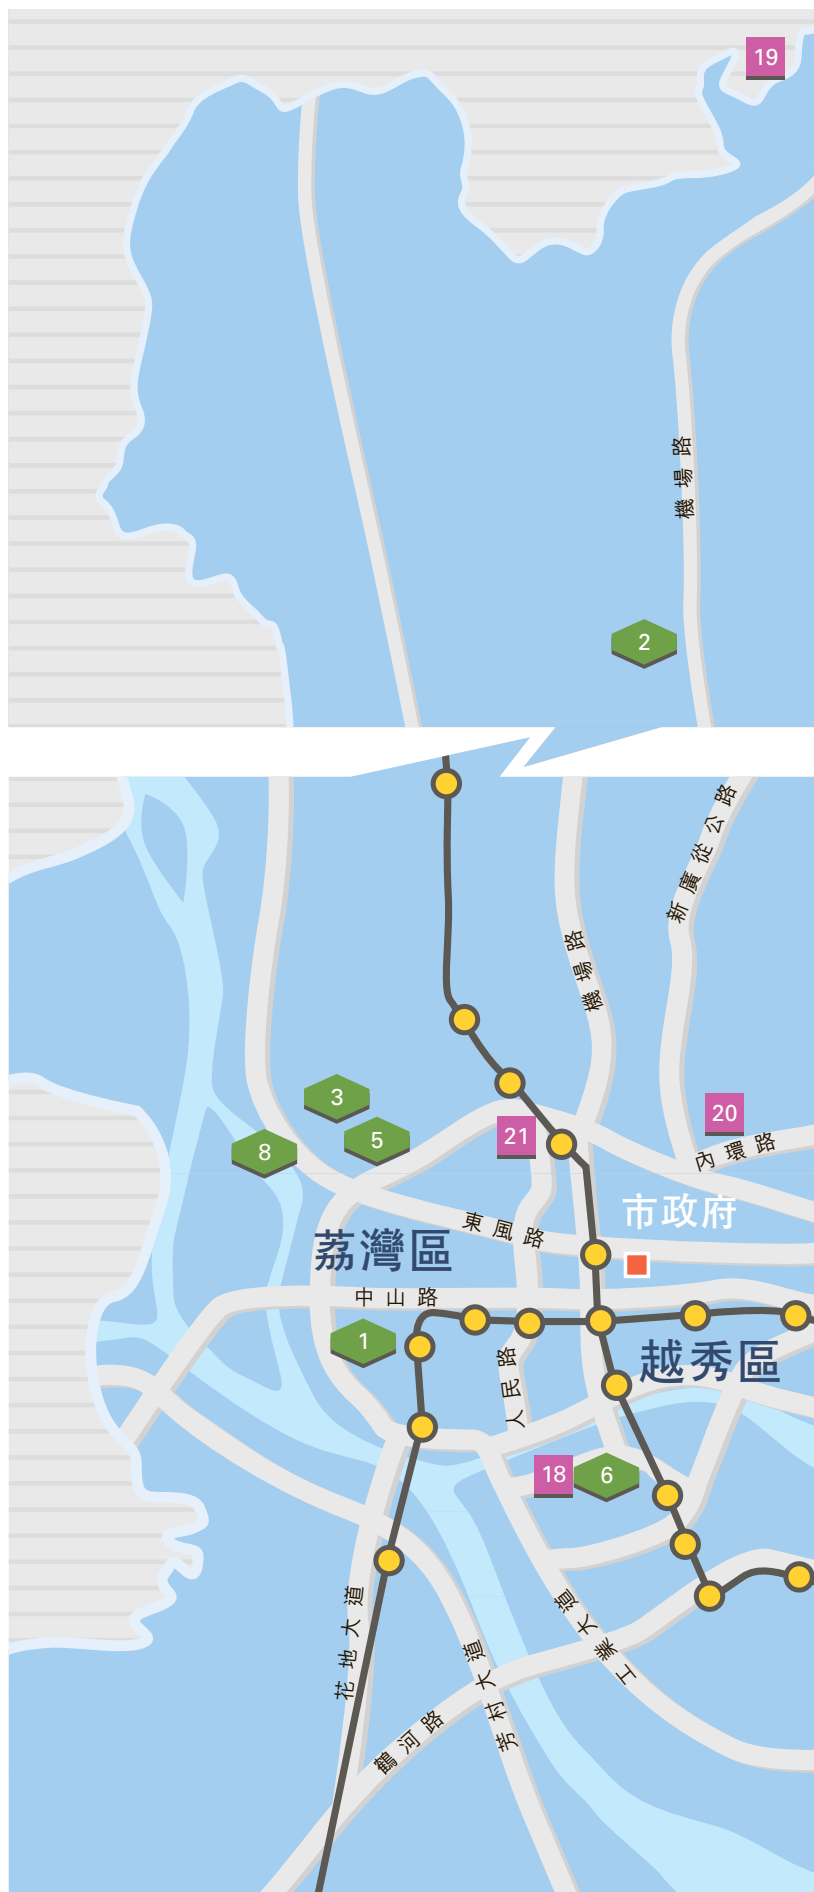 19
機場路
2
新廣從公路
機場路
3
20
21
5
8
內環路
市政府
東風路
荔灣區
中山路
1
越秀區
人民路
18
6
花地大道
工業大道
芳村大道
鶴河路